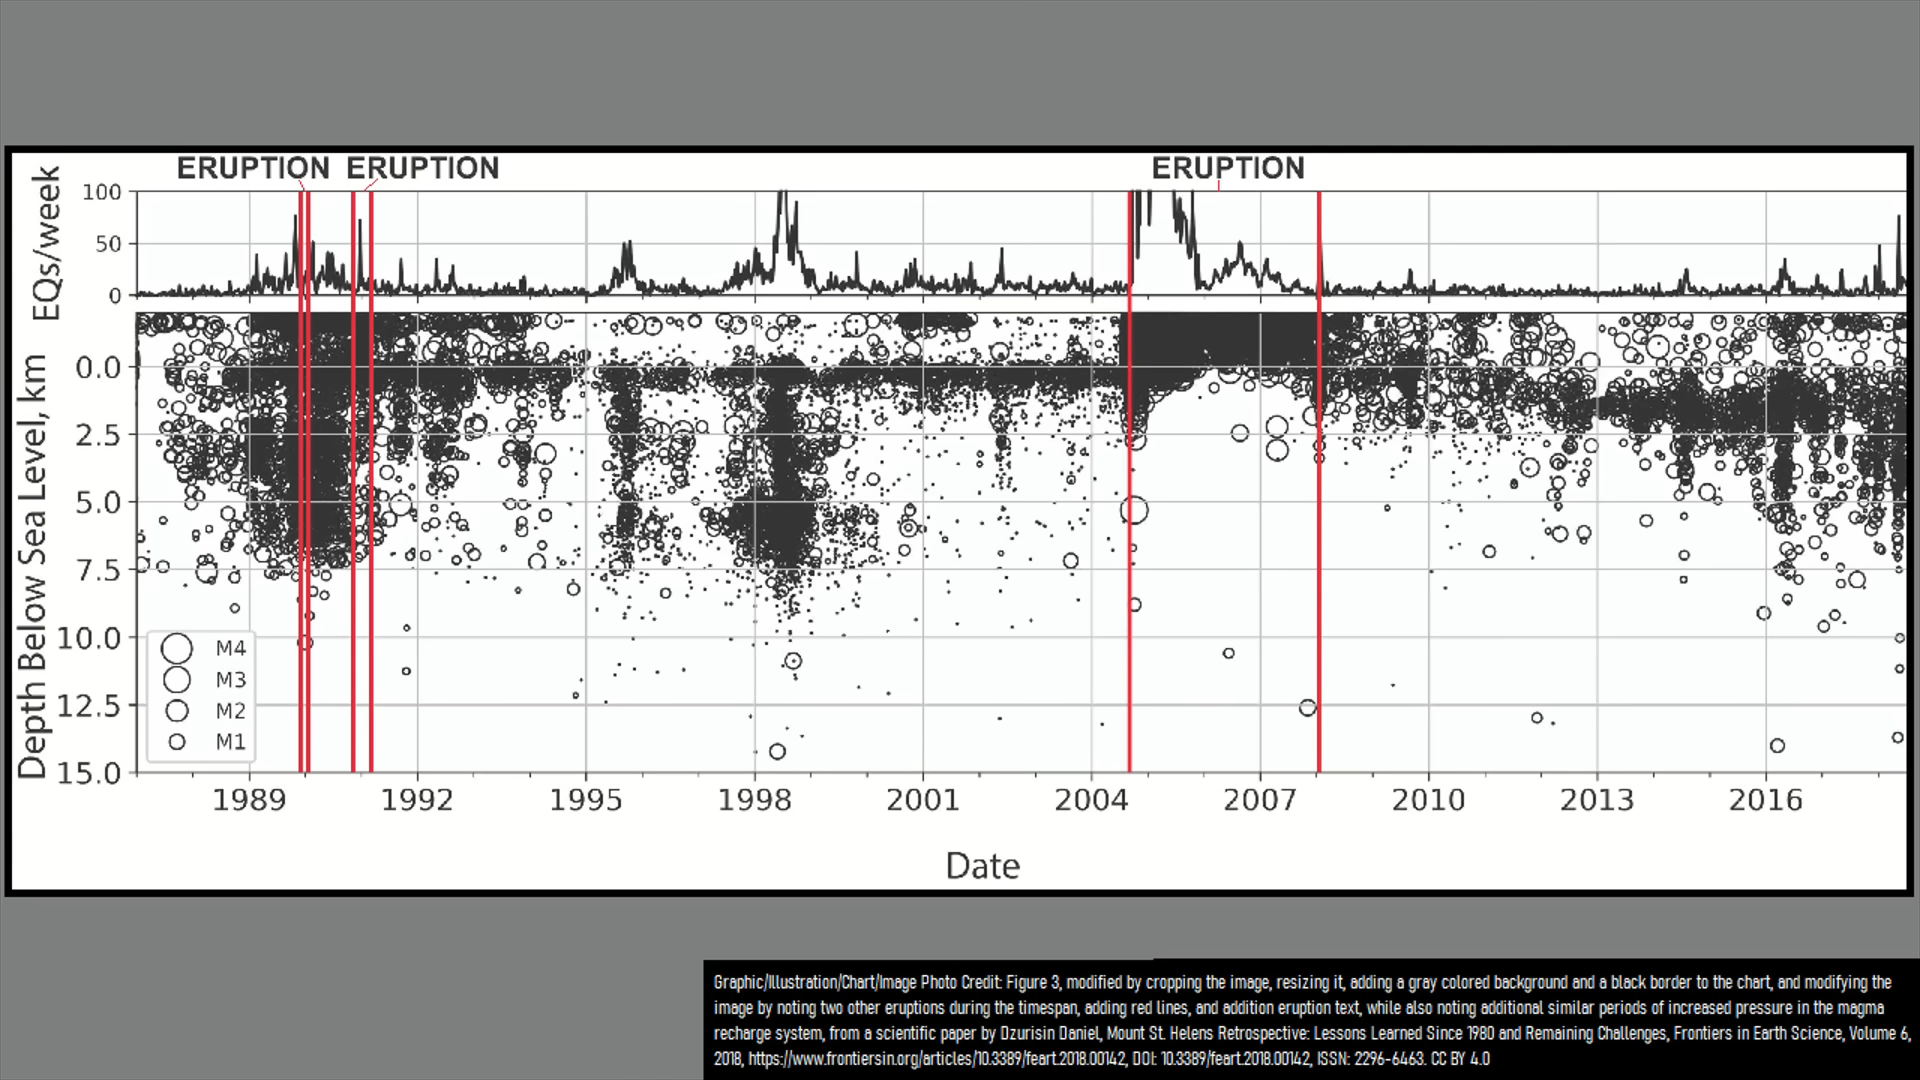 ERUPTION ERUPTION ERUPTION
EQs/week
100
50
0
Depth Below Sea Level, km
0.0
2.5
5.0
7.5
10.0
12.5
15.0
M4
M3
M2
M1
1989 1992 1995 1998 2001 2004 2007 2010 2013 2016
Date
Graphic/Illustration/Chart/Image Photo Credit: Figure 3, modified by cropping the image, resizing it, adding a gray colored background and a black border to the chart, and modifying the
image by noting two other eruptions during the timespan, adding red lines, and addition eruption text, while also noting additional similar periods of increased pressure in the magma
recharge system, from a scientific paper by Dzurisin Daniel, Mount St. Helens Retrospective: Lessons Learned Since 1980 and Remaining Challenges, Frontiers in Earth Science, Volume 6,
2018, https://www.frontiersin.org/articles/10.3389/feart.2018.00142, DOI: 10.3389/feart.2018.00142, ISSN: 2296-6463. CC BY 4.0